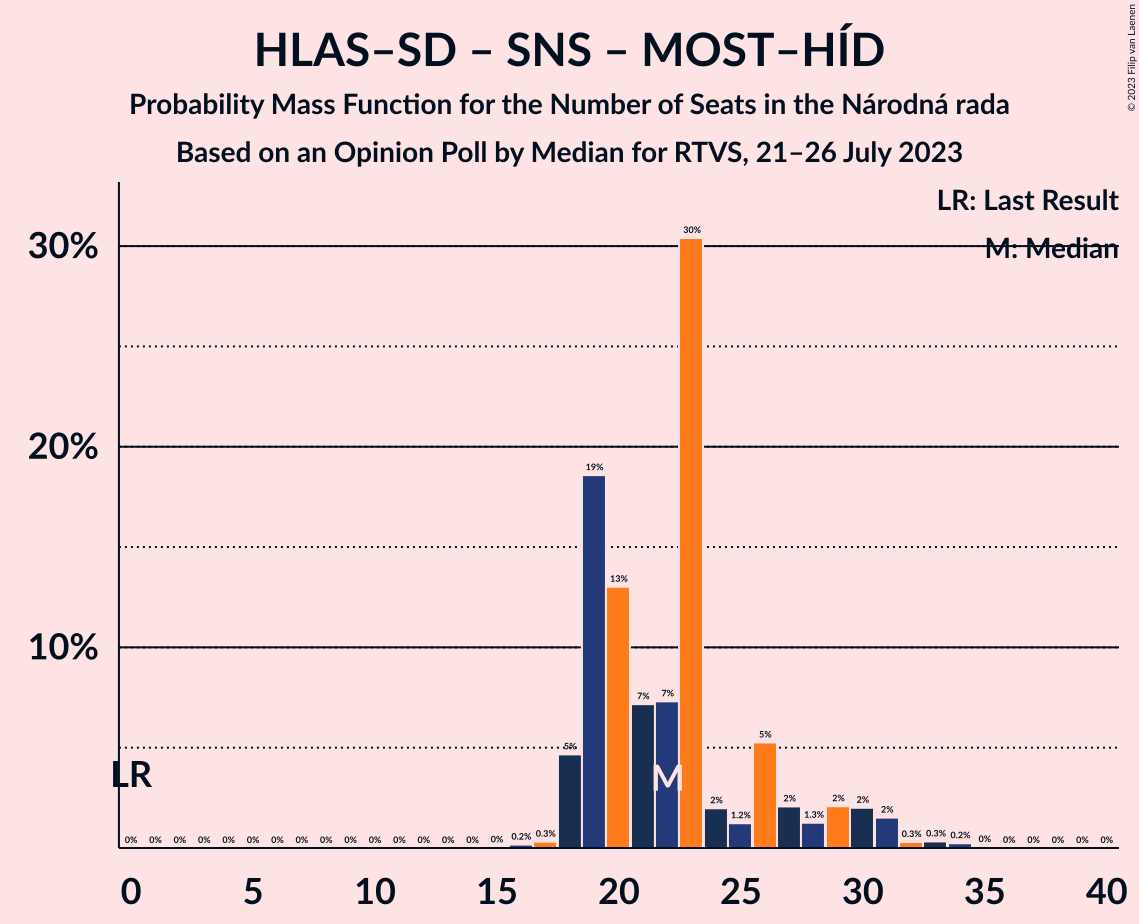 HLAS–SD – SNS – MOST–HÍD
Probability Mass Function for the Number of Seats in the Národná rada
Based on an Opinion Poll by Median for RTVS, 21–26 July 2023
© 2023 Filip van Laenen
LR: Last Result
M: Median
30%
20%
10%
30%
19%
13%
7% 7%
5% 5%
LR M
2% 1.2% 2% 1.3% 2% 2% 2%
0% 0% 0% 0% 0% 0% 0% 0% 0% 0% 0% 0% 0% 0% 0% 0% 0.2% 0.3% 0.3% 0.3% 0.2% 0% 0% 0% 0% 0% 0%
0 5 10 15 20 25 30 35 40